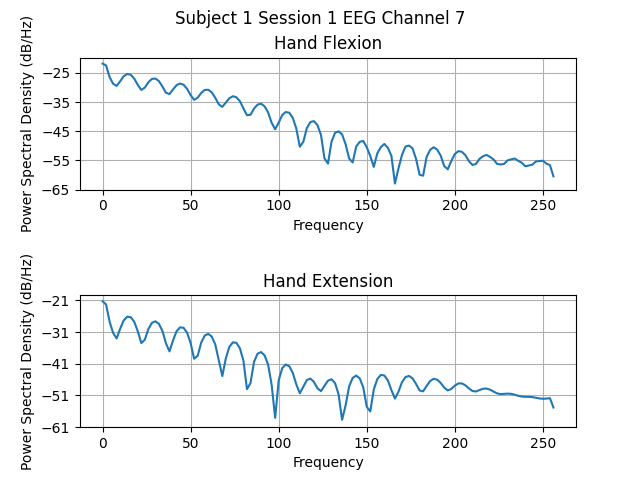 Subject 1 Session 1 EEG Channel 7
Hand Flexion
Power Spectral Density (dB/Hz)
−25
−35
−45
−55
−65
0 50 100 150 200 250
Frequency
Hand Extension
Power Spectral Density (dB/Hz)
−21
−31
−41
−51
−61
0 50 100 150 200 250
Frequency